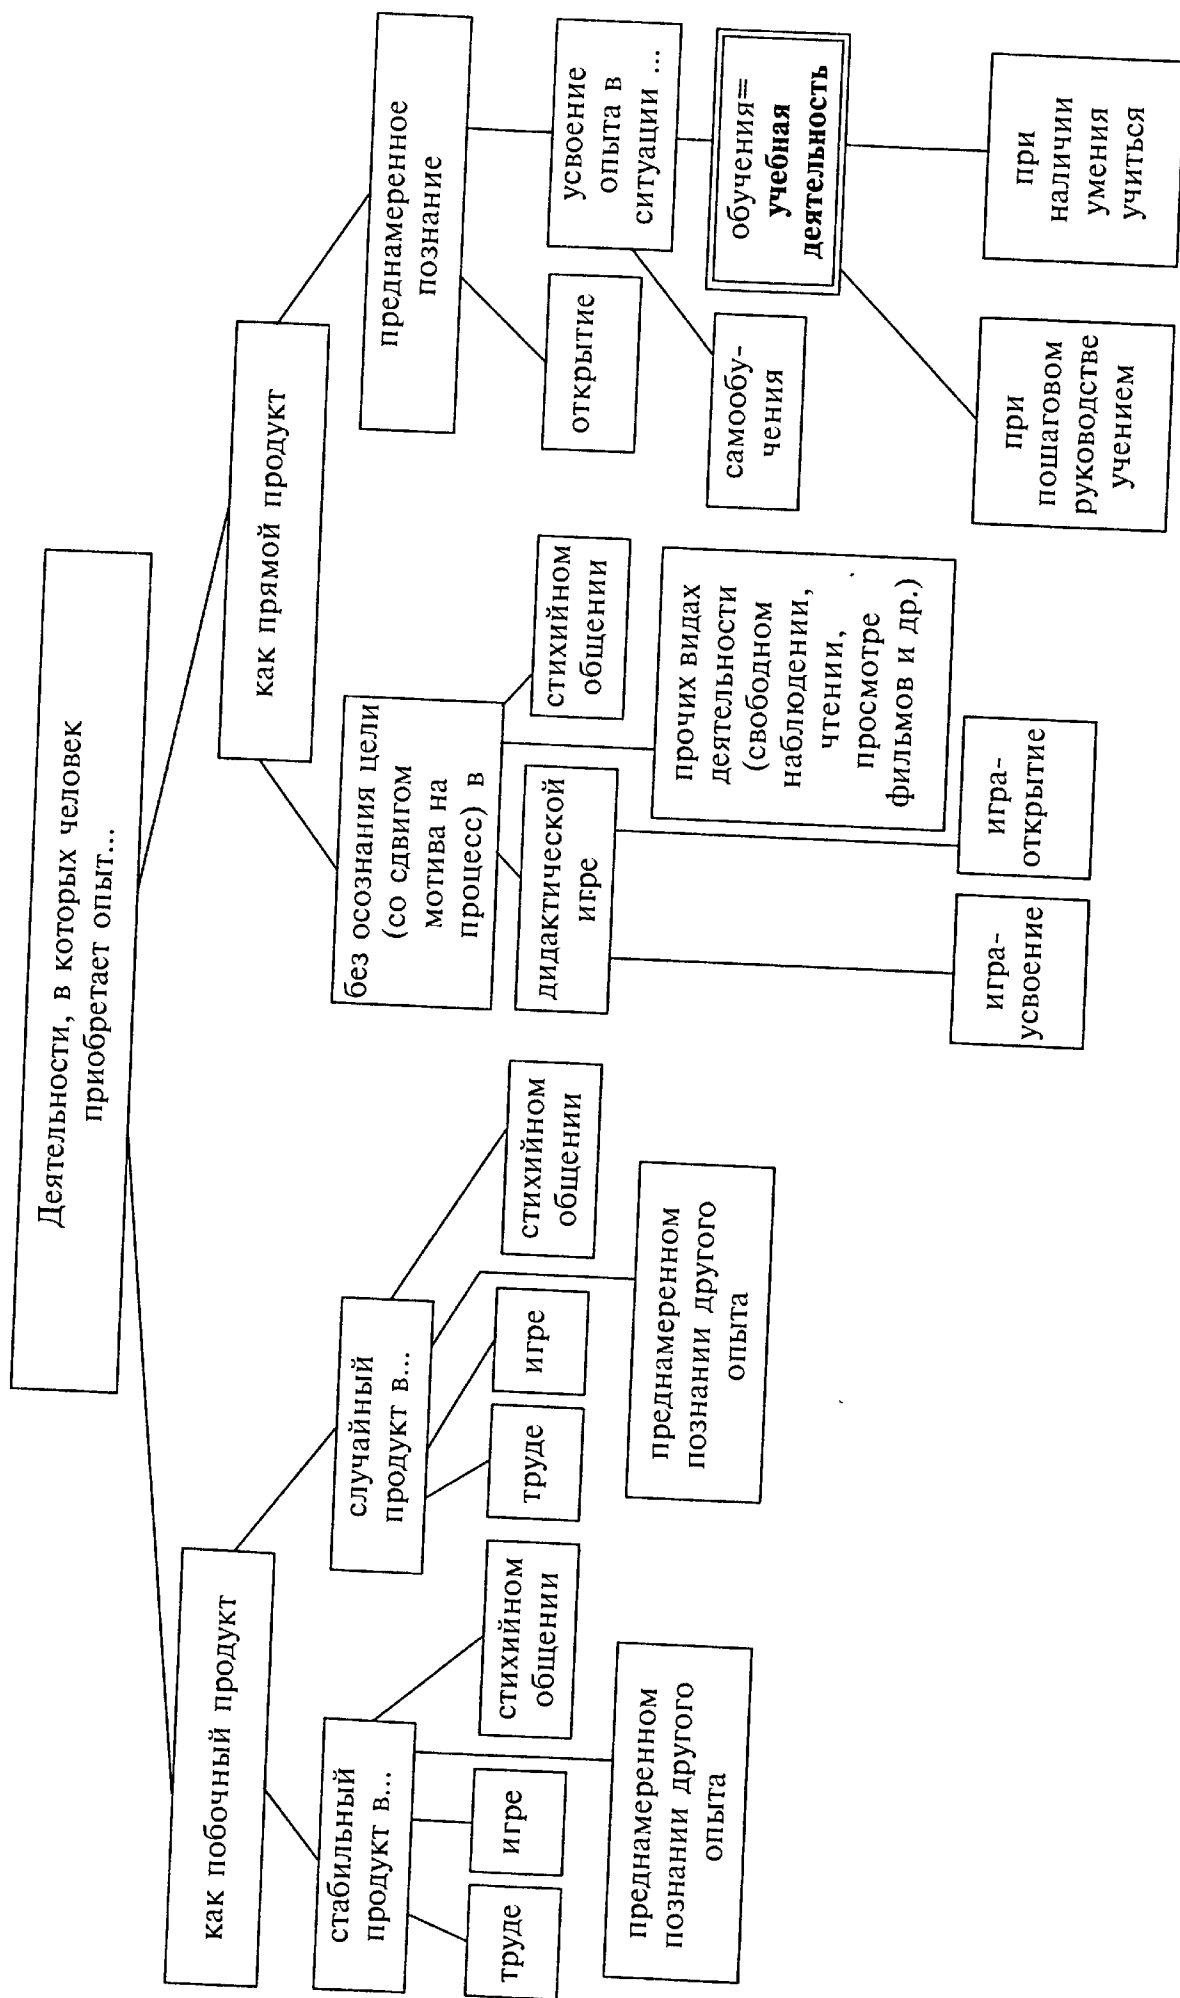 Деятельности, в которых человек
приобретает опыт...
как побочный продукт
как прямой продукт
стабильный
продукт в...
случайный
продукт в...
без осознания цели
(со сдвигом
мотива на
процесс) в
преднамеренное
познание
труде
игре
стихийном
общении
преднамеренном
познании другого
опыта
труде
игре
стихийном
общении
преднамеренном
познании другого
опыта
дидактической
игре
стихийном
общении
прочих видах
деятельности
(свободном
наблюдении,
чтении,
просмотре
фильмов и др.)
игра-
усвоение
игра-
открытие
открытие
усвоение
опыта в
ситуации ...
самообу-
чения
обучения=
учебная
деятельность
при
пошаговом
руководстве
учением
при
наличии
умения
учиться